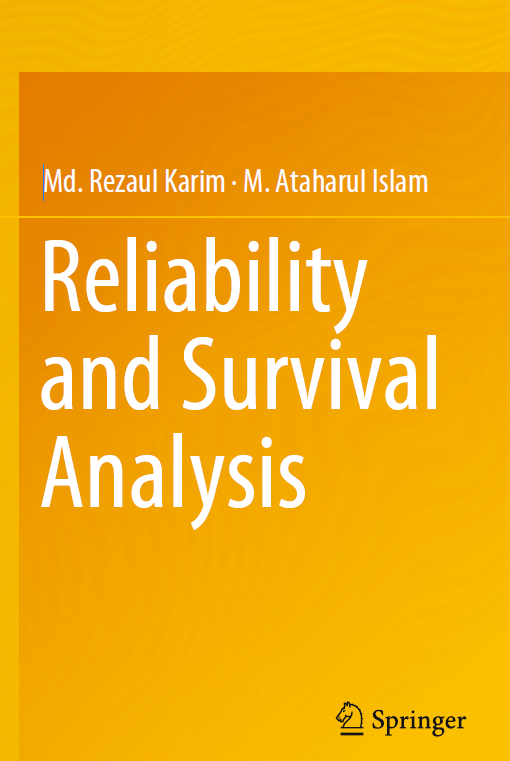 Md. Rezaul Karim · M. Ataharul Islam
Reliability
and Survival
Analysis
Springer